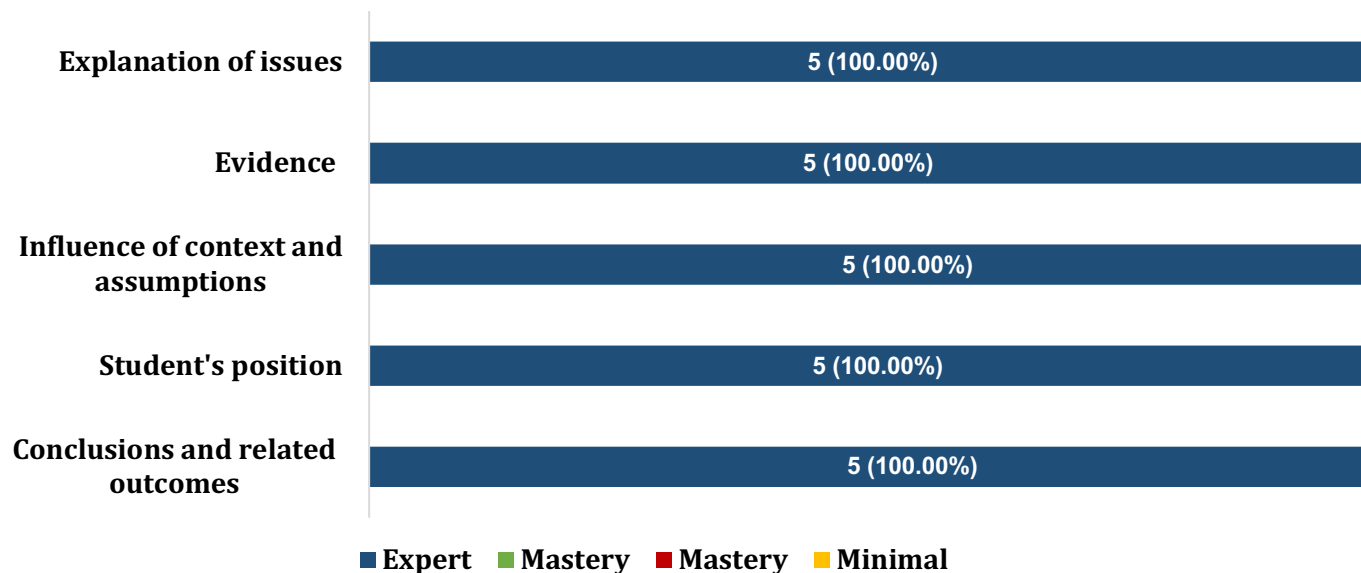 Explanation of issues
5 (100.00%)
Evidence
5 (100.00%)
Influence of context and
assumptions
5 (100.00%)
Student's position
5 (100.00%)
Conclusions and related
outcomes
5 (100.00%)
Expert Mastery Mastery Minimal